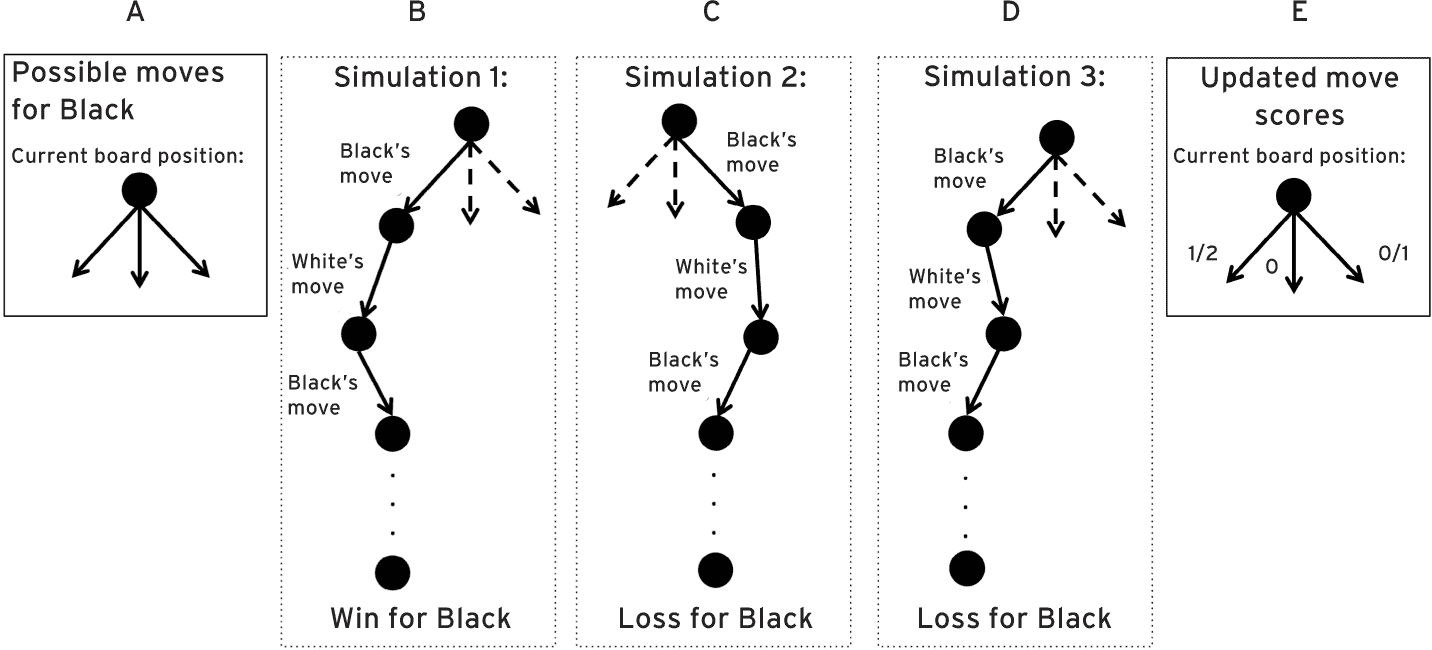 A
B
C
D
E
Possible moves
for Black
Current board position:
Simulation 1:
Black's
move
White's
move
Black's
move
Win for Black
Simulation 2:
Black's
move
White's
move
Black's
move
Loss for Black
Simulation 3:
Black's
move
White's
move
Black's
move
Loss for Black
Updated move
scores
Current board position:
1/2
0
0/1